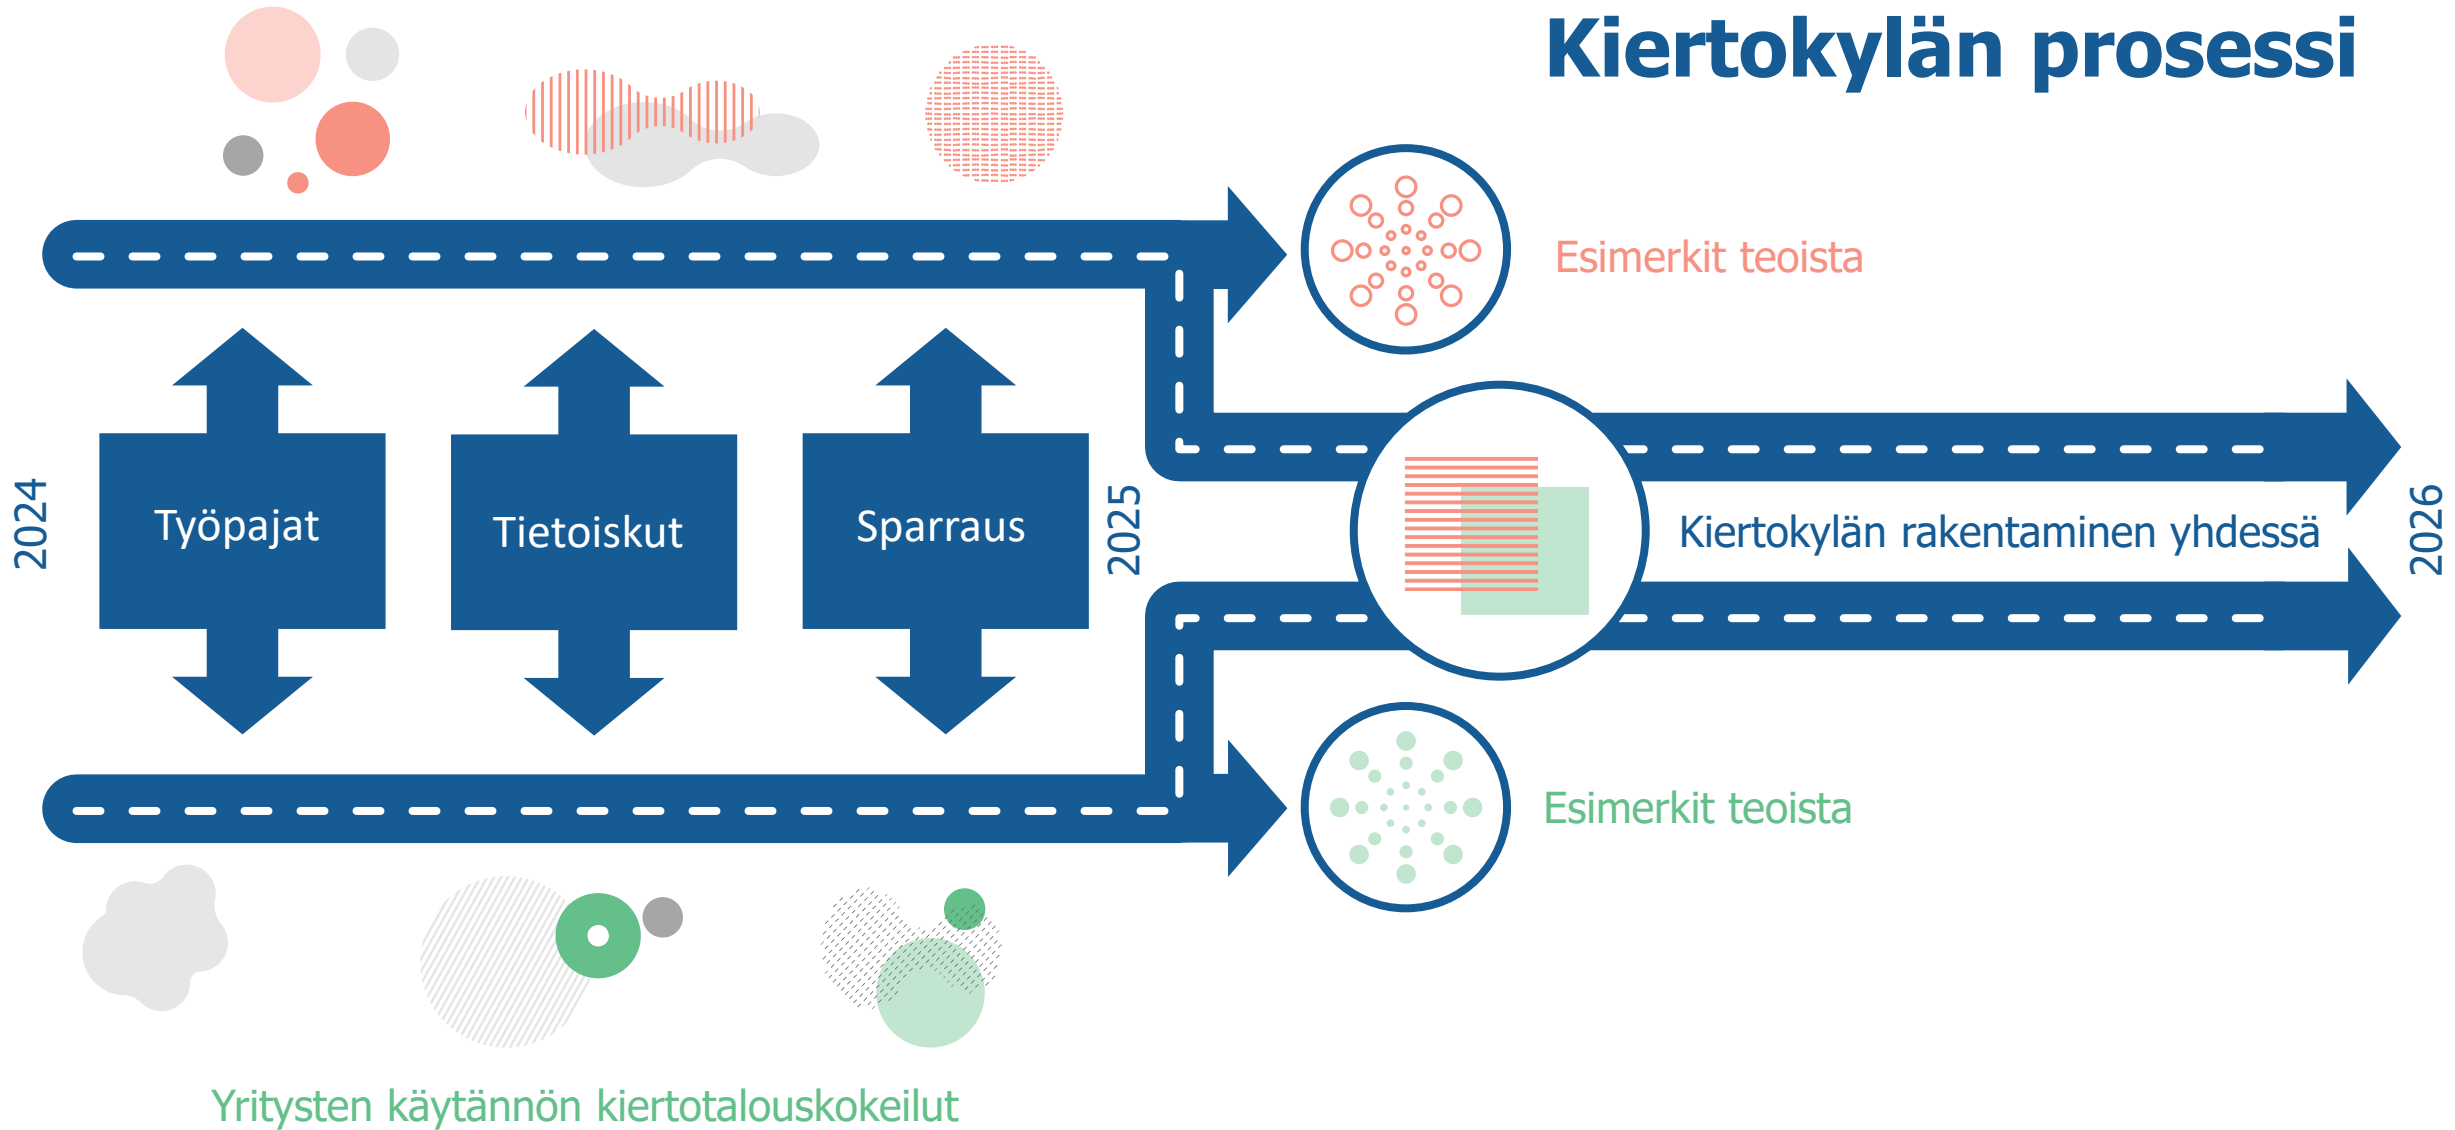 Kiertokylän prosessi
Esimerkit teoista
2024
Työpajat
Tietoiskut
Sparraus
2025
Kiertokylän rakentaminen yhdessä
2026
Esimerkit teoista
Yritysten käytännön kiertotalouskokeilut